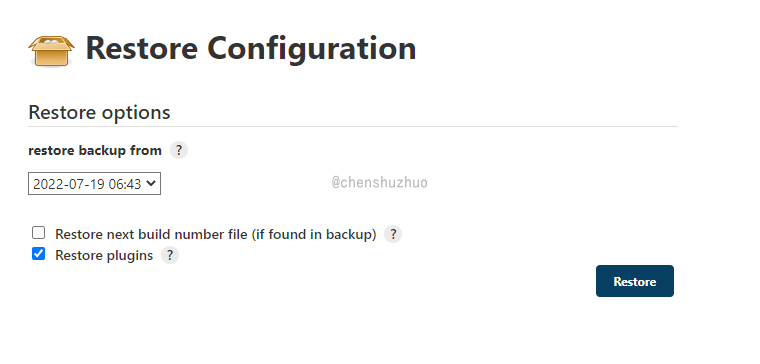 Restore Configuration
Restore options
restore backup from ?
2022-07-19 06:43
@chenshuzhuo
Restore next build number file (if found in backup) ?
Restore plugins ?
Restore